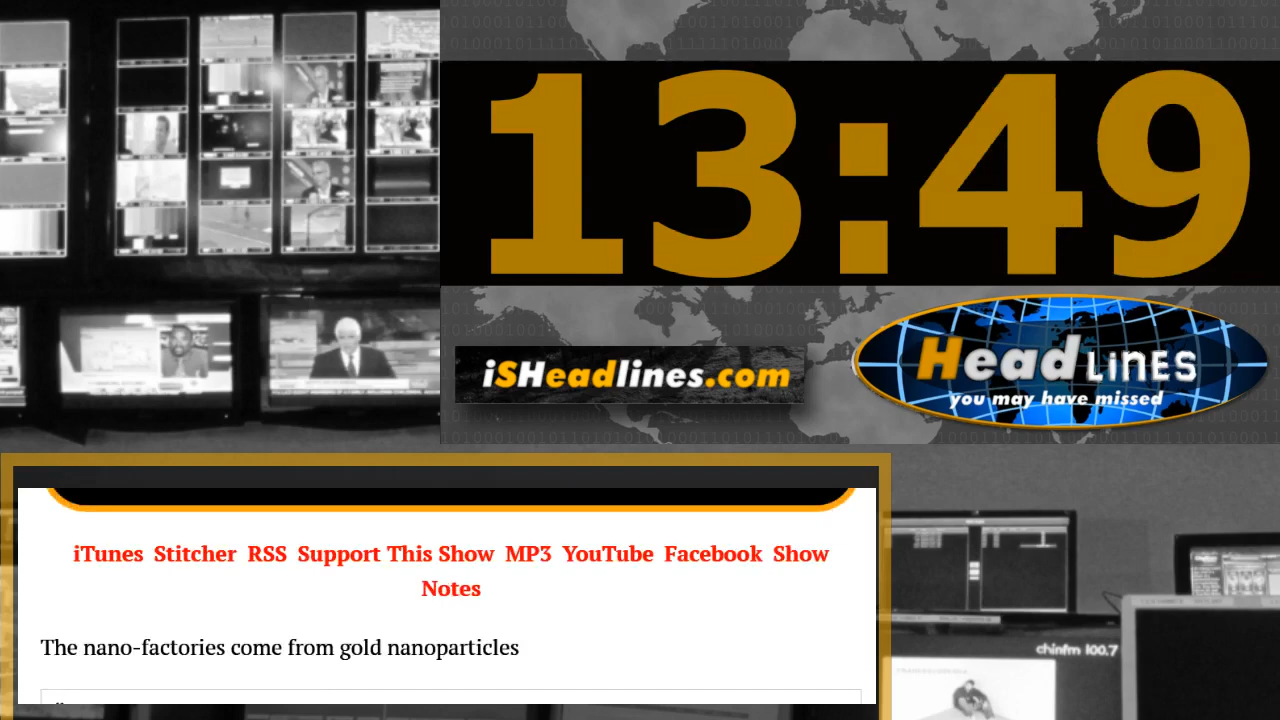 13:49
iSHeadlines.com
HeadLINES
you may have missed
iTunes Stitcher RSS Support This Show MP3 YouTube Facebook Show
Notes
The nano-factories come from gold nanoparticles
chinfm 100.7